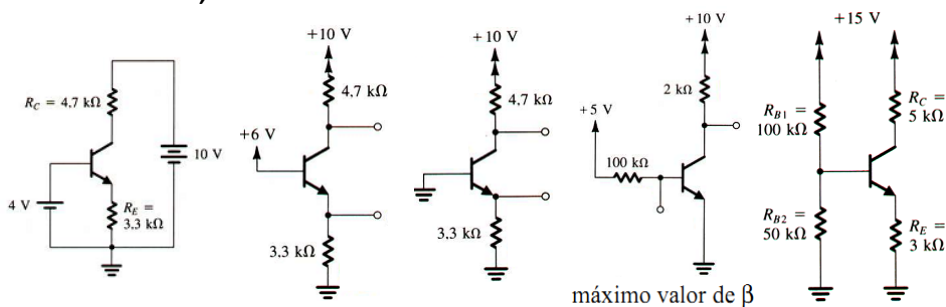 R_C = 4,7 kΩ
4 V
R_E =
3,3 kΩ
10 V
+10 V
4,7 kΩ
+6 V
3,3 kΩ
+10 V
4,7 kΩ
3,3 kΩ
+10 V
2 kΩ
+5 V
100 kΩ
máximo valor de β
+15 V
R_B1 =
100 kΩ
R_C =
5 kΩ
R_B2 =
50 kΩ
R_E =
3 kΩ